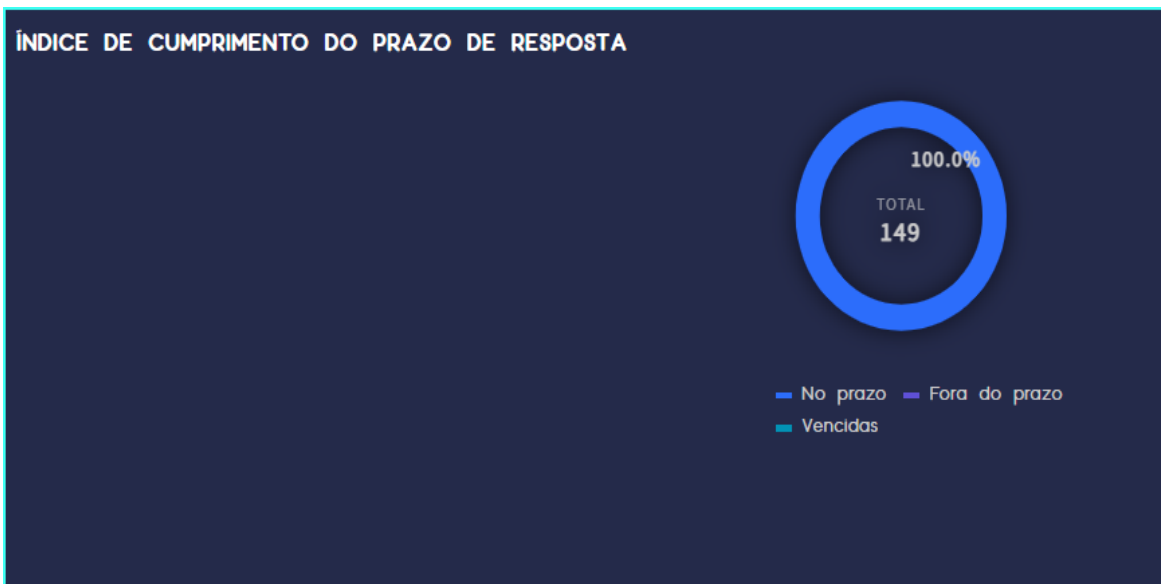 ÍNDICE DE CUMPRIMENTO DO PRAZO DE RESPOSTA
100.0%
TOTAL
149
No prazo Fora do prazo
Vencidas